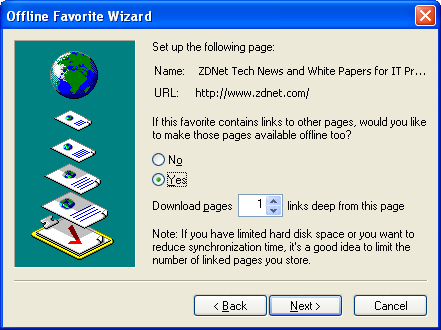 Offline Favorite Wizard
Set up the following page:
Name: ZDNet Tech News and White Papers for IT Pr...
URL: http://www.zdnet.com/
If this favorite contains links to other pages, would you like
to make those pages available offline too?
No
Yes
Download pages 1 links deep from this page
Note: If you have limited hard disk space or you want to
reduce synchronization time, it's a good idea to limit the
number of linked pages you store.
< Back Next > Cancel